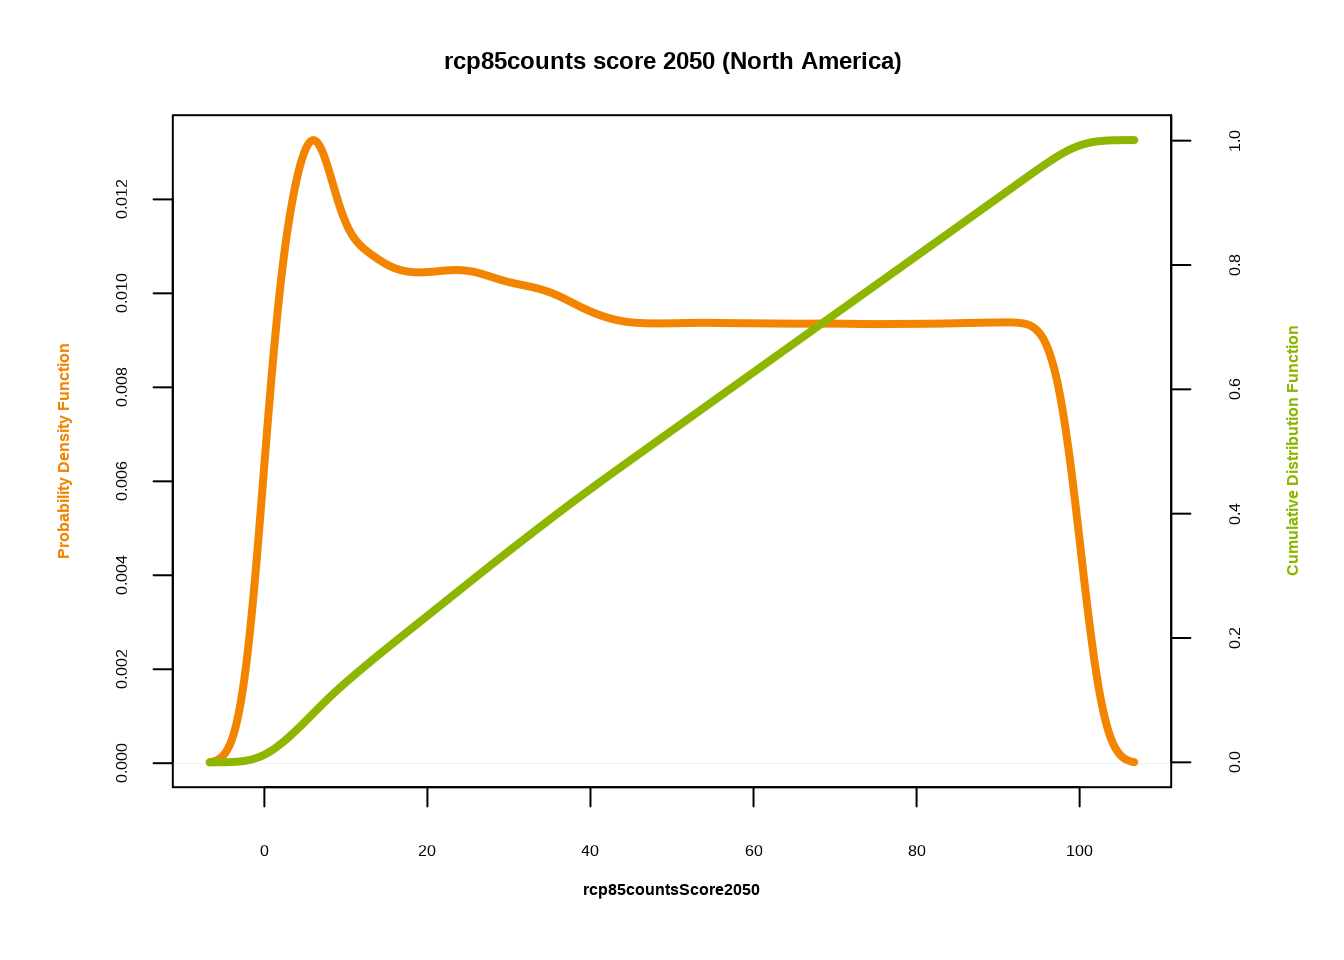 rcp85counts score 2050 (North America)
Probability Density Function
0.000
0.002
0.004
0.006
0.008
0.010
0.012
0.0
0.2
0.4
0.6
0.8
1.0
Cumulative Distribution Function
0 20 40 60 80 100
rcp85countsScore2050